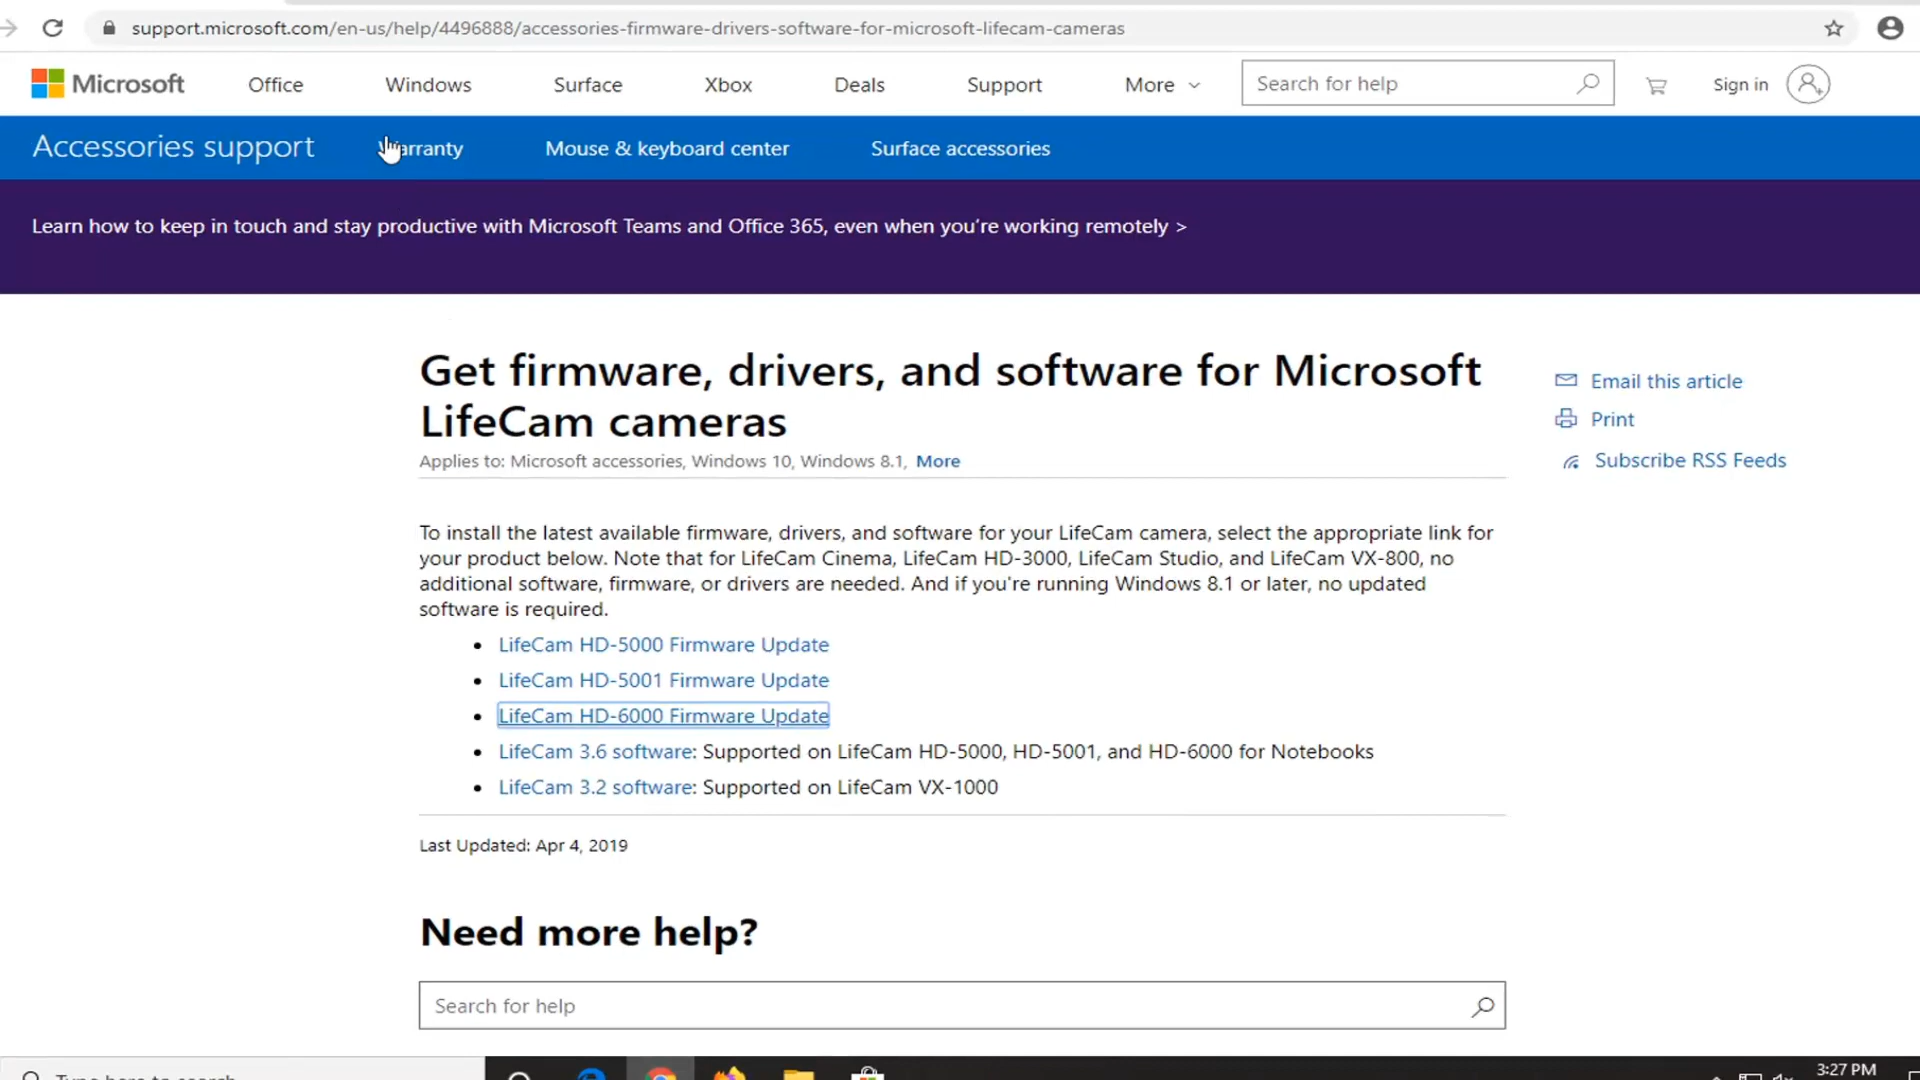 support.microsoft.com/en-us/help/4496888/accessories-firmware-drivers-software-for-microsoft-lifecam-cameras
Microsoft Office Windows Surface Xbox Deals Support More Search for help Sign in
Accessories support arranty Mouse & keyboard center Surface accessories
Learn how to keep in touch and stay productive with Microsoft Teams and Office 365, even when you're working remotely >
Get firmware, drivers, and software for Microsoft
LifeCam cameras
Applies to: Microsoft accessories, Windows 10, Windows 8.1, More
Email this article
Print
Subscribe RSS Feeds
To install the latest available firmware, drivers, and software for your LifeCam camera, select the appropriate link for
your product below. Note that for LifeCam Cinema, LifeCam HD-3000, LifeCam Studio, and LifeCam VX-800, no
additional software, firmware, or drivers are needed. And if you're running Windows 8.1 or later, no updated
software is required.
• LifeCam HD-5000 Firmware Update
• LifeCam HD-5001 Firmware Update
• LifeCam HD-6000 Firmware Update
• LifeCam 3.6 software: Supported on LifeCam HD-5000, HD-5001, and HD-6000 for Notebooks
• LifeCam 3.2 software: Supported on LifeCam VX-1000
Last Updated: Apr 4, 2019
Need more help?
Search for help
Type here to search
3:27 PM